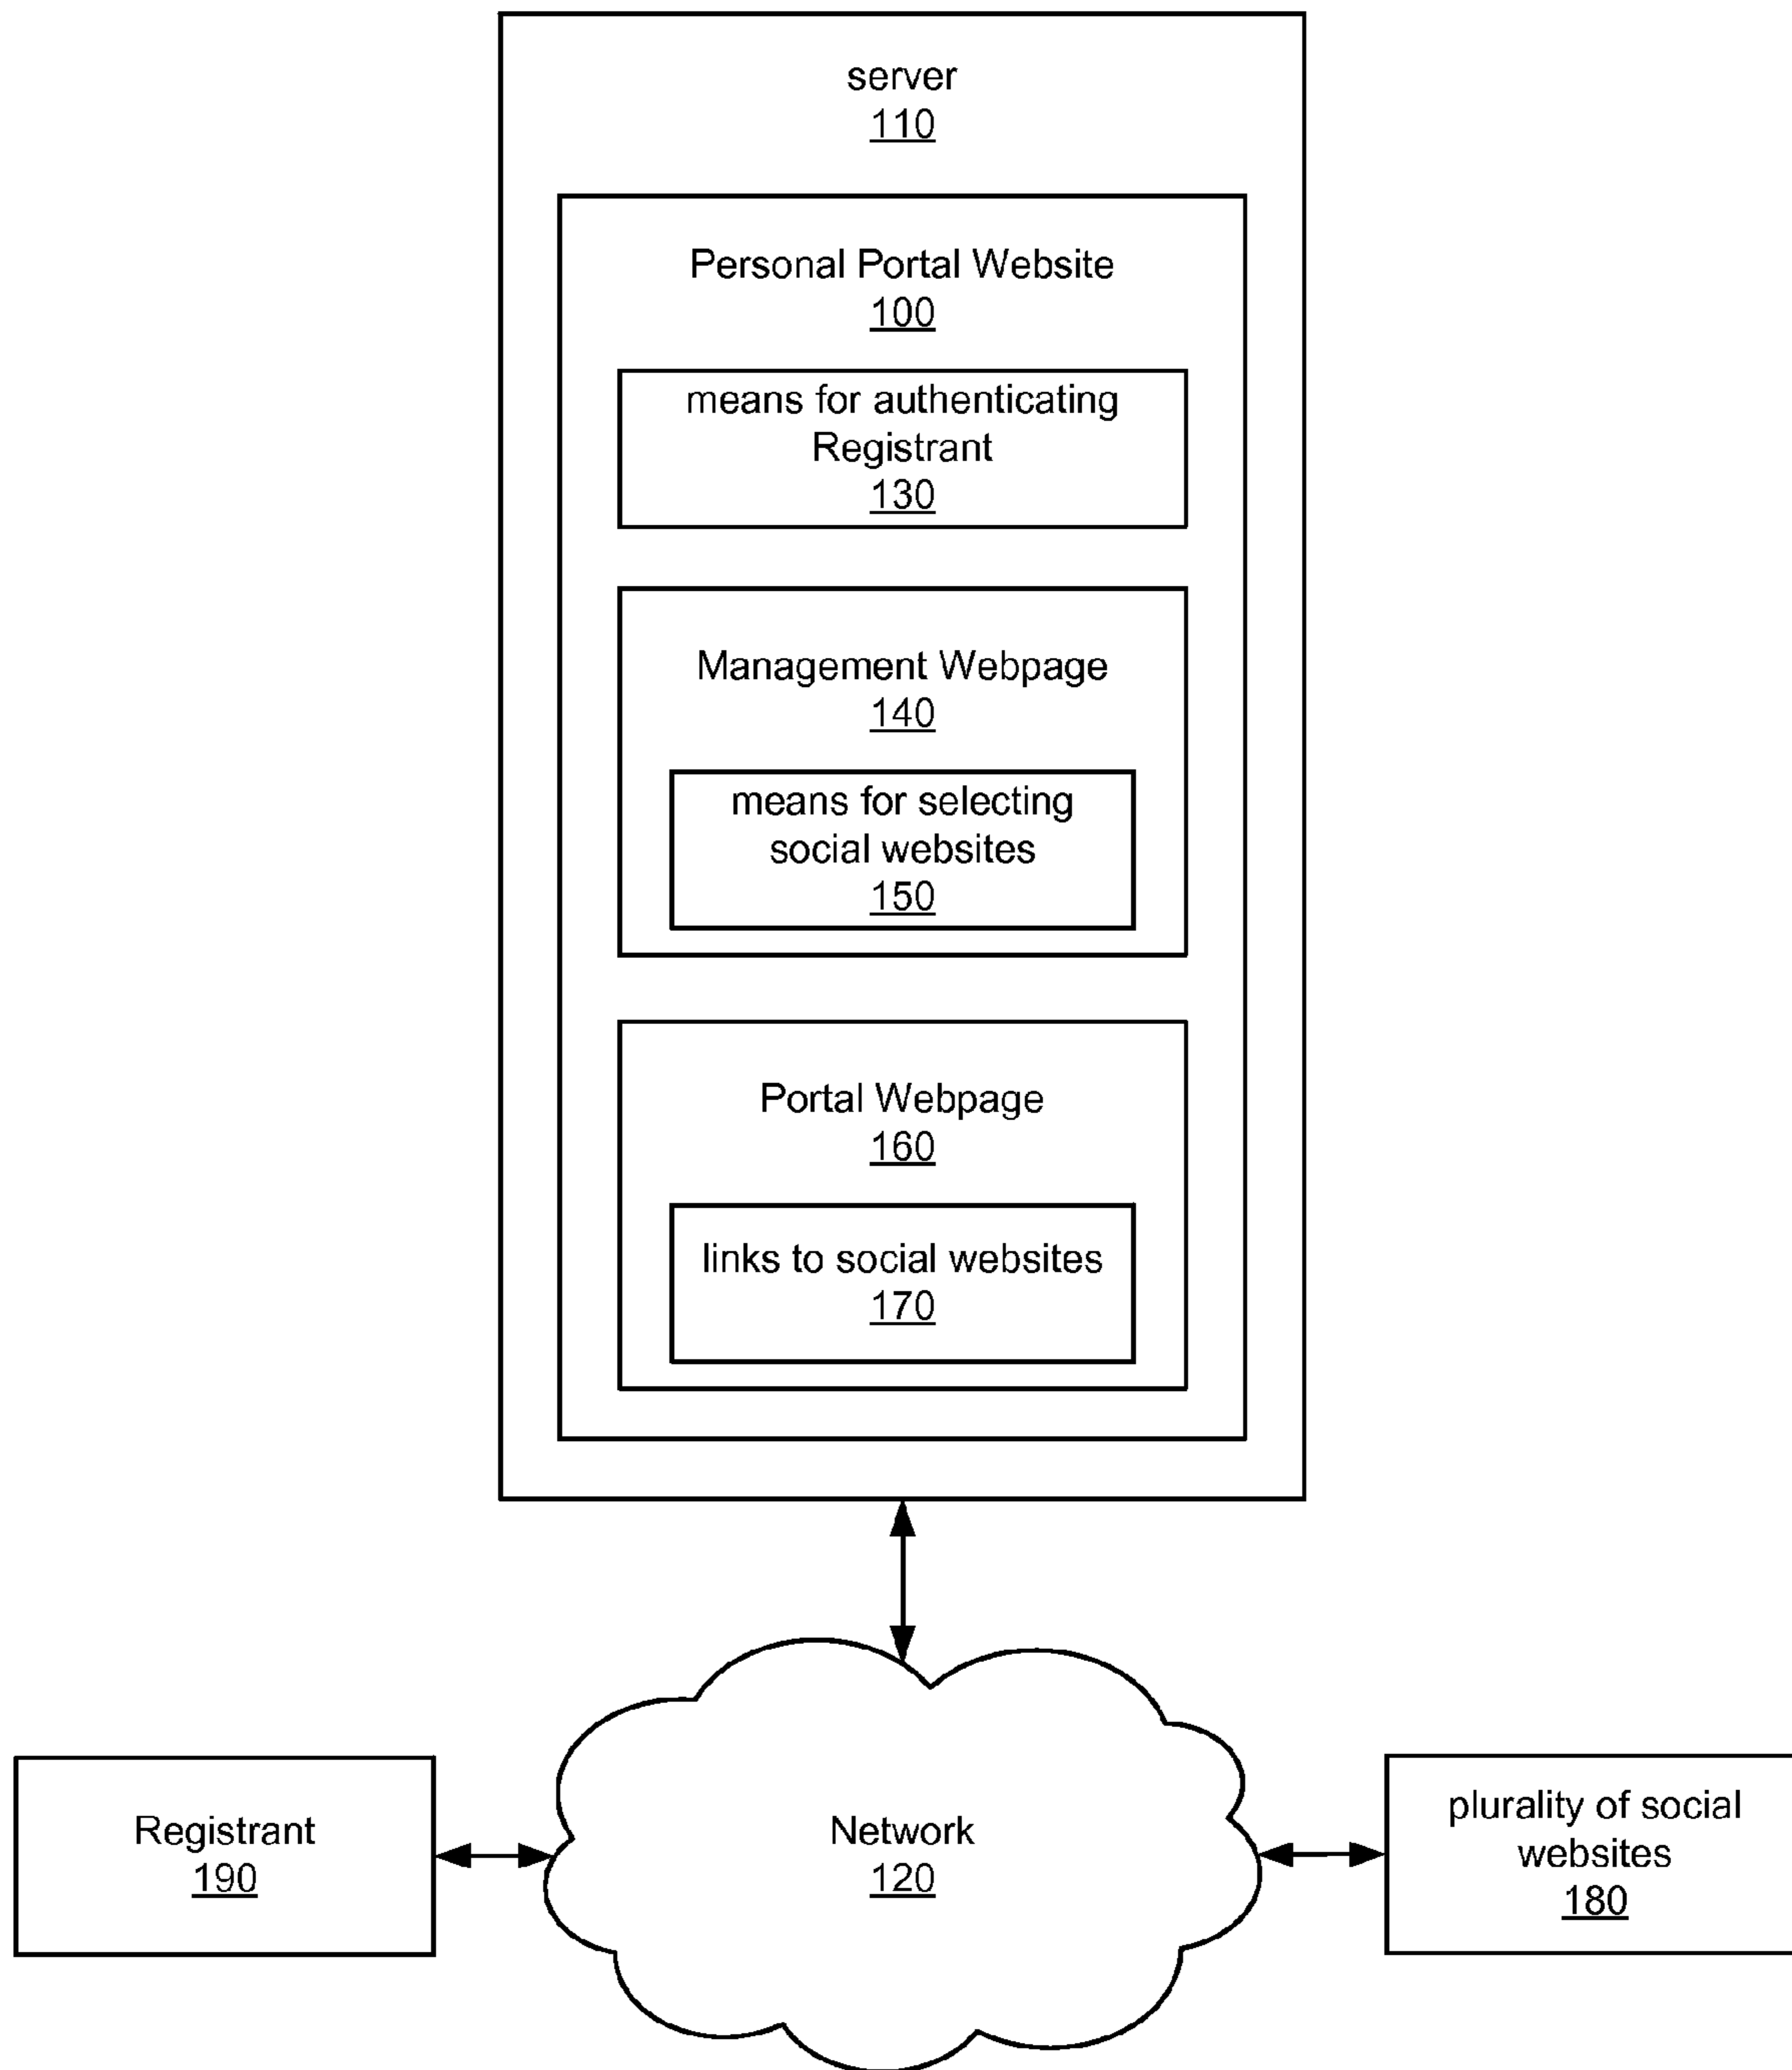 server
110
Personal Portal Website
100
means for authenticating
Registrant
130
Management Webpage
140
means for selecting
social websites
150
Portal Webpage
160
links to social websites
170
Registrant
190
Network
120
plurality of social
websites
180